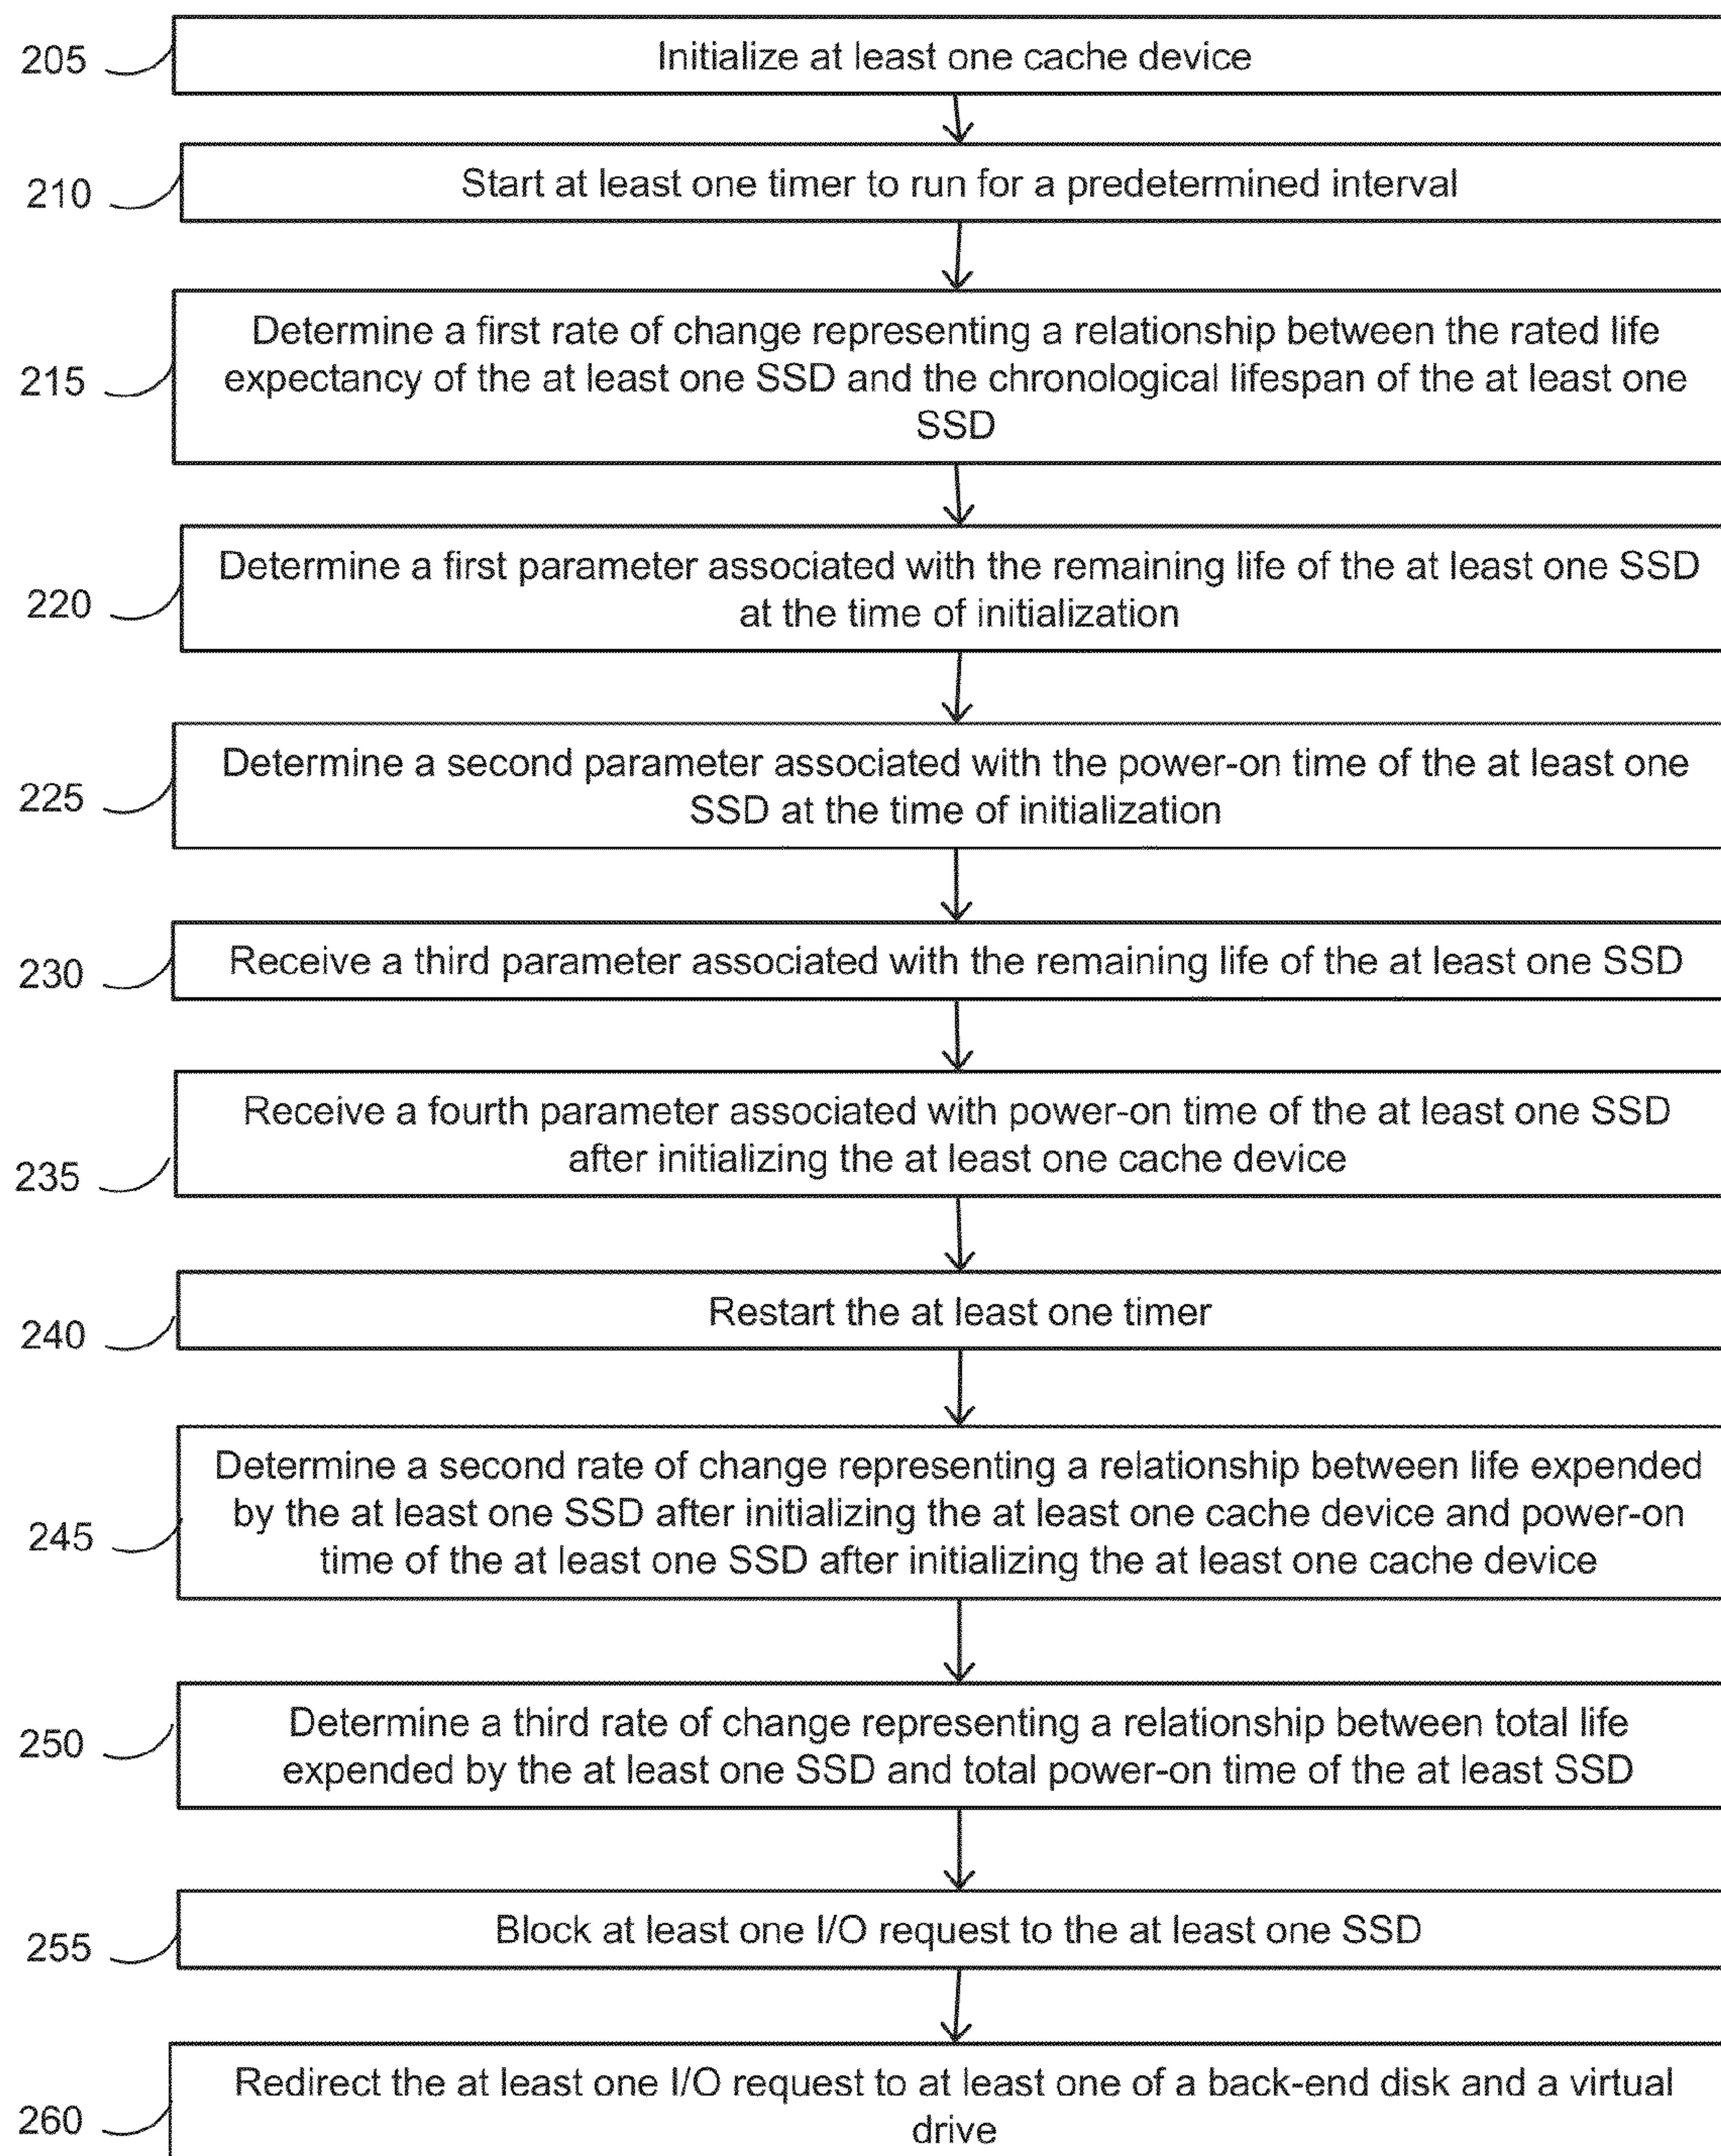 205
Initialize at least one cache device
210
Start at least one timer to run for a predetermined interval
215
Determine a first rate of change representing a relationship between the rated life
expectancy of the at least one SSD and the chronological lifespan of the at least one
SSD
220
Determine a first parameter associated with the remaining life of the at least one SSD
at the time of initialization
225
Determine a second parameter associated with the power-on time of the at least one
SSD at the time of initialization
230
Receive a third parameter associated with the remaining life of the at least one SSD
235
Receive a fourth parameter associated with power-on time of the at least one SSD
after initializing the at least one cache device
240
Restart the at least one timer
245
Determine a second rate of change representing a relationship between life expended
by the at least one SSD after initializing the at least one cache device and power-on
time of the at least one SSD after initializing the at least one cache device
250
Determine a third rate of change representing a relationship between total life
expended by the at least one SSD and total power-on time of the at least SSD
255
Block at least one I/O request to the at least one SSD
260
Redirect the at least one I/O request to at least one of a back-end disk and a virtual
drive